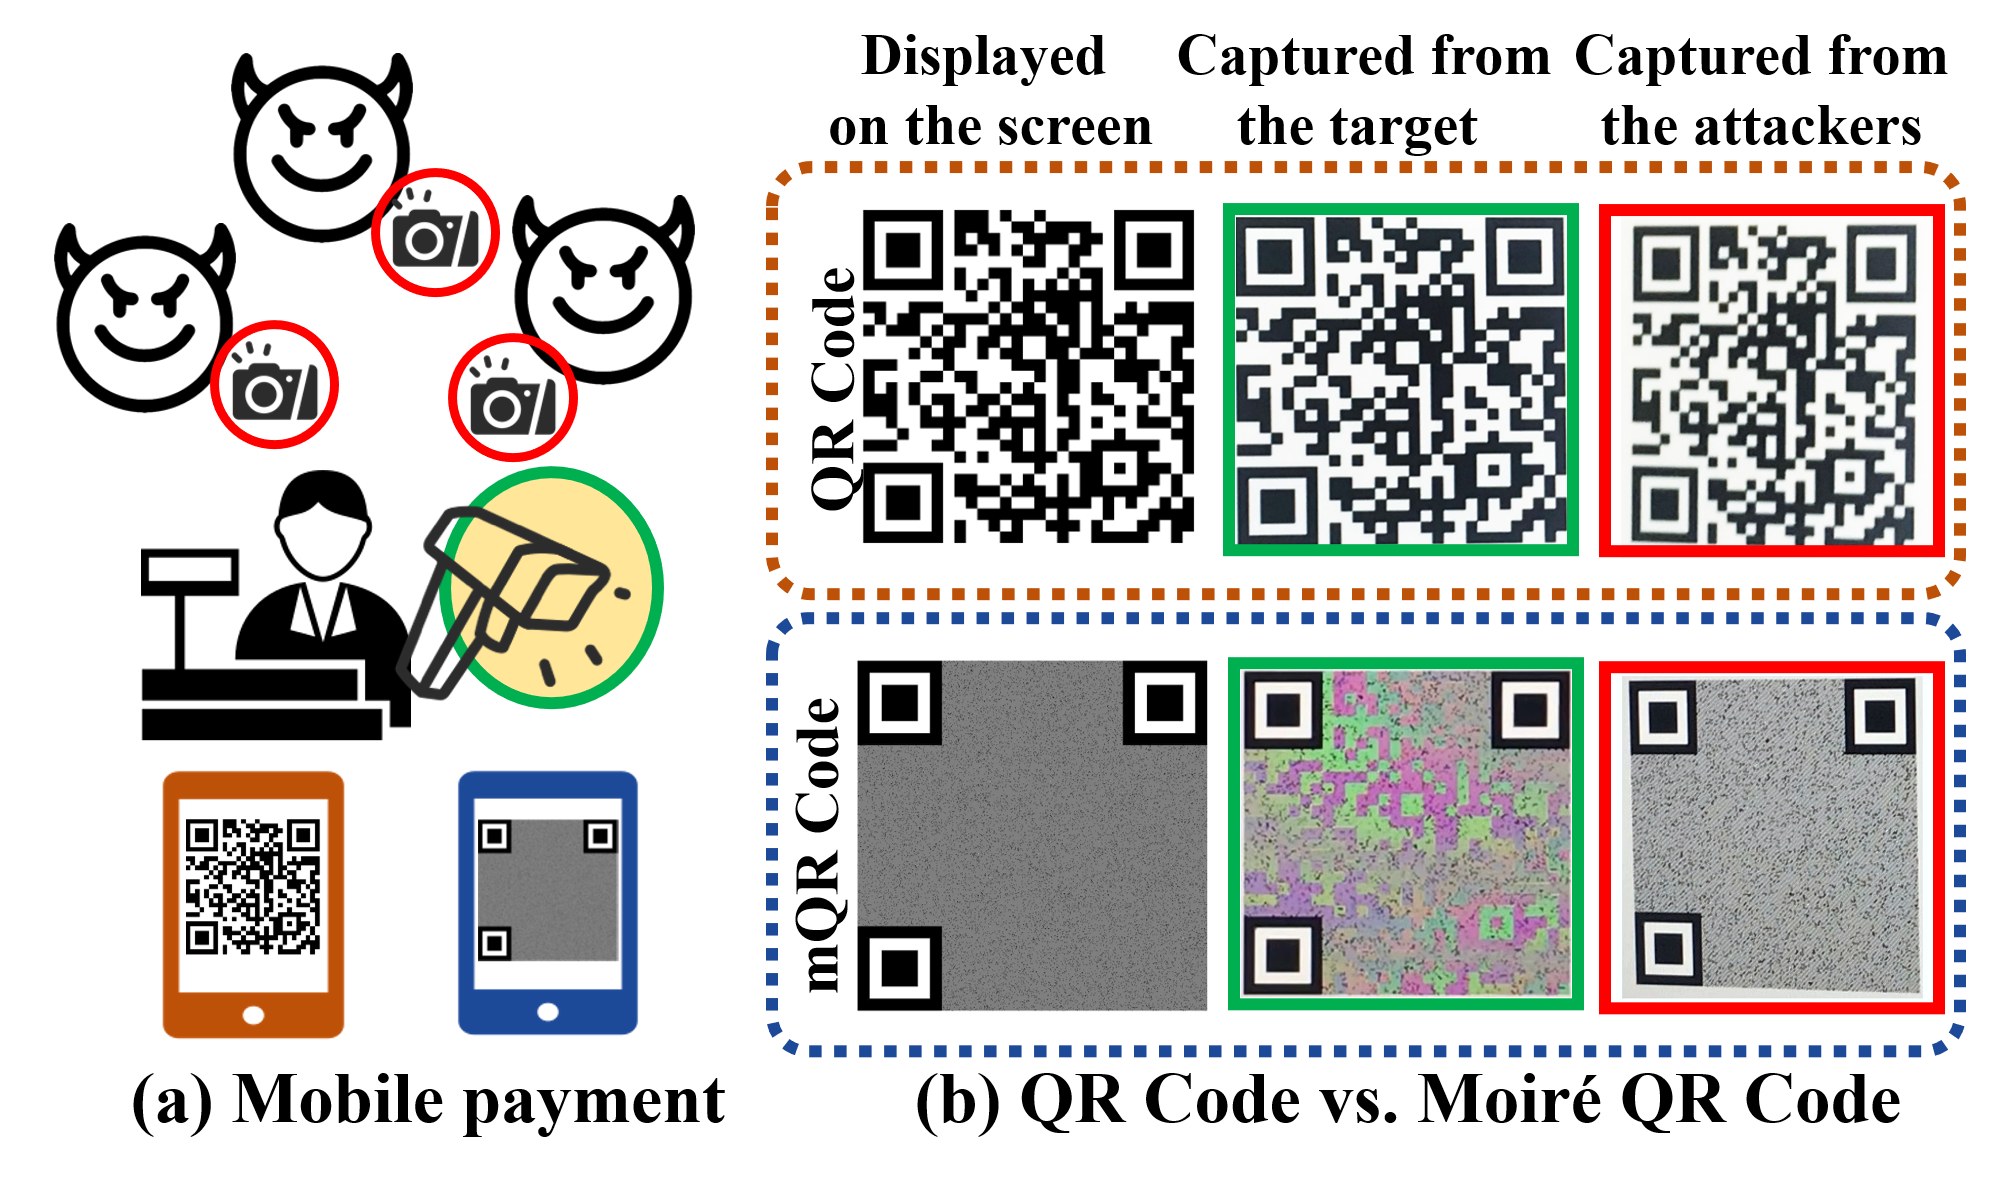 Displayed
on the screen
Captured from
the target
Captured from
the attackers
QR Code
mQR Code
(a) Mobile payment
(b) QR Code vs. Moiré QR Code